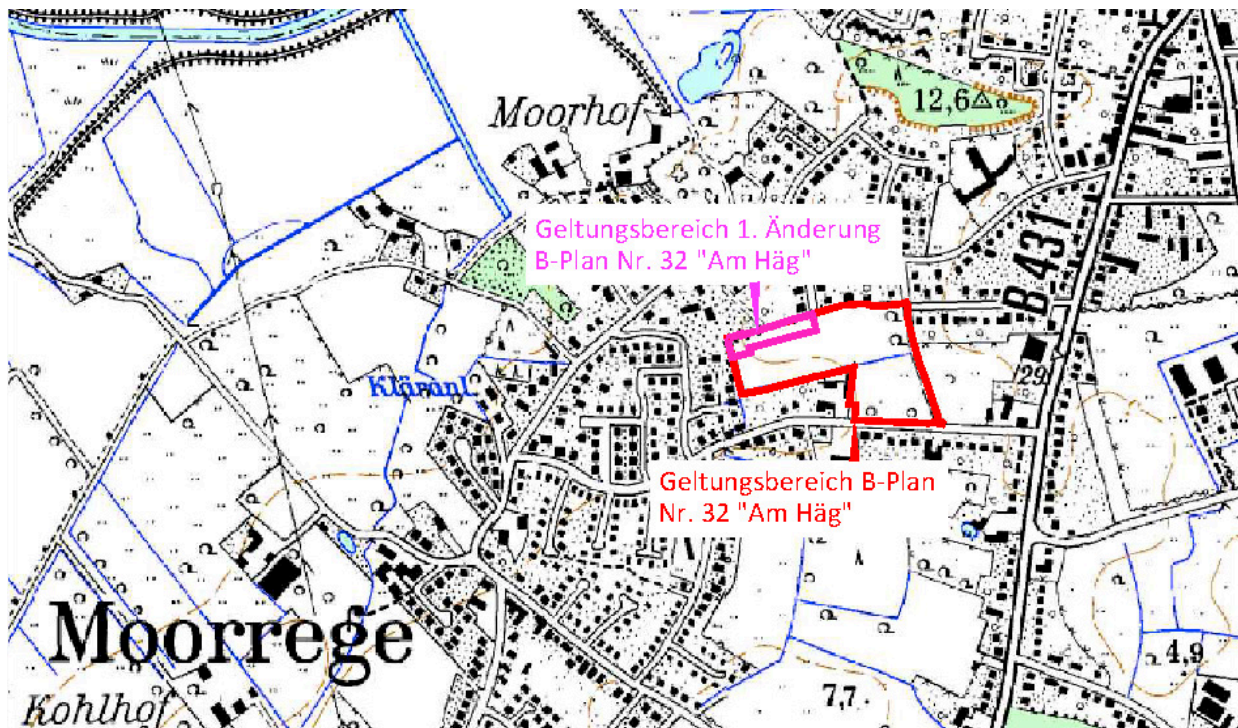 12,6
Moorhof
Geltungsbereich 1. Änderung
B-Plan Nr. 32 "Am Häg"
B 431
Kläranl.
29
Geltungsbereich B-Plan
Nr. 32 "Am Häg"
Moorrege
4,9
7,7
Kohlhof